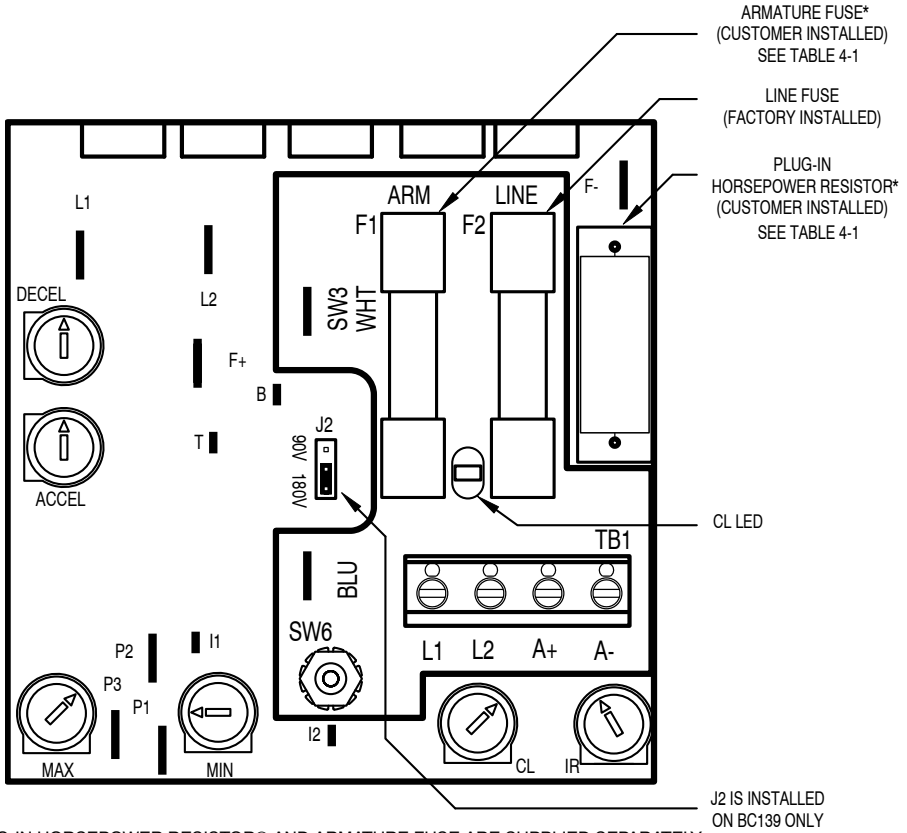 ARMATURE FUSE*
(CUSTOMER INSTALLED)
SEE TABLE 4-1
LINE FUSE
(FACTORY INSTALLED)
PLUG-IN
HORSEPOWER RESISTOR*
(CUSTOMER INSTALLED)
SEE TABLE 4-1
ARM
LINE
F-
F1
F2
L1
L2
SW3
WHT
DECEL
F+
B
J2
T
90V
180V
ACCEL
CL LED
TB1
BLU
SW6
L1
L2
A+
A-
P2
I1
P3
P1
I2
MAX
MIN
CL
IR
J2 IS INSTALLED
ON BC139 ONLY